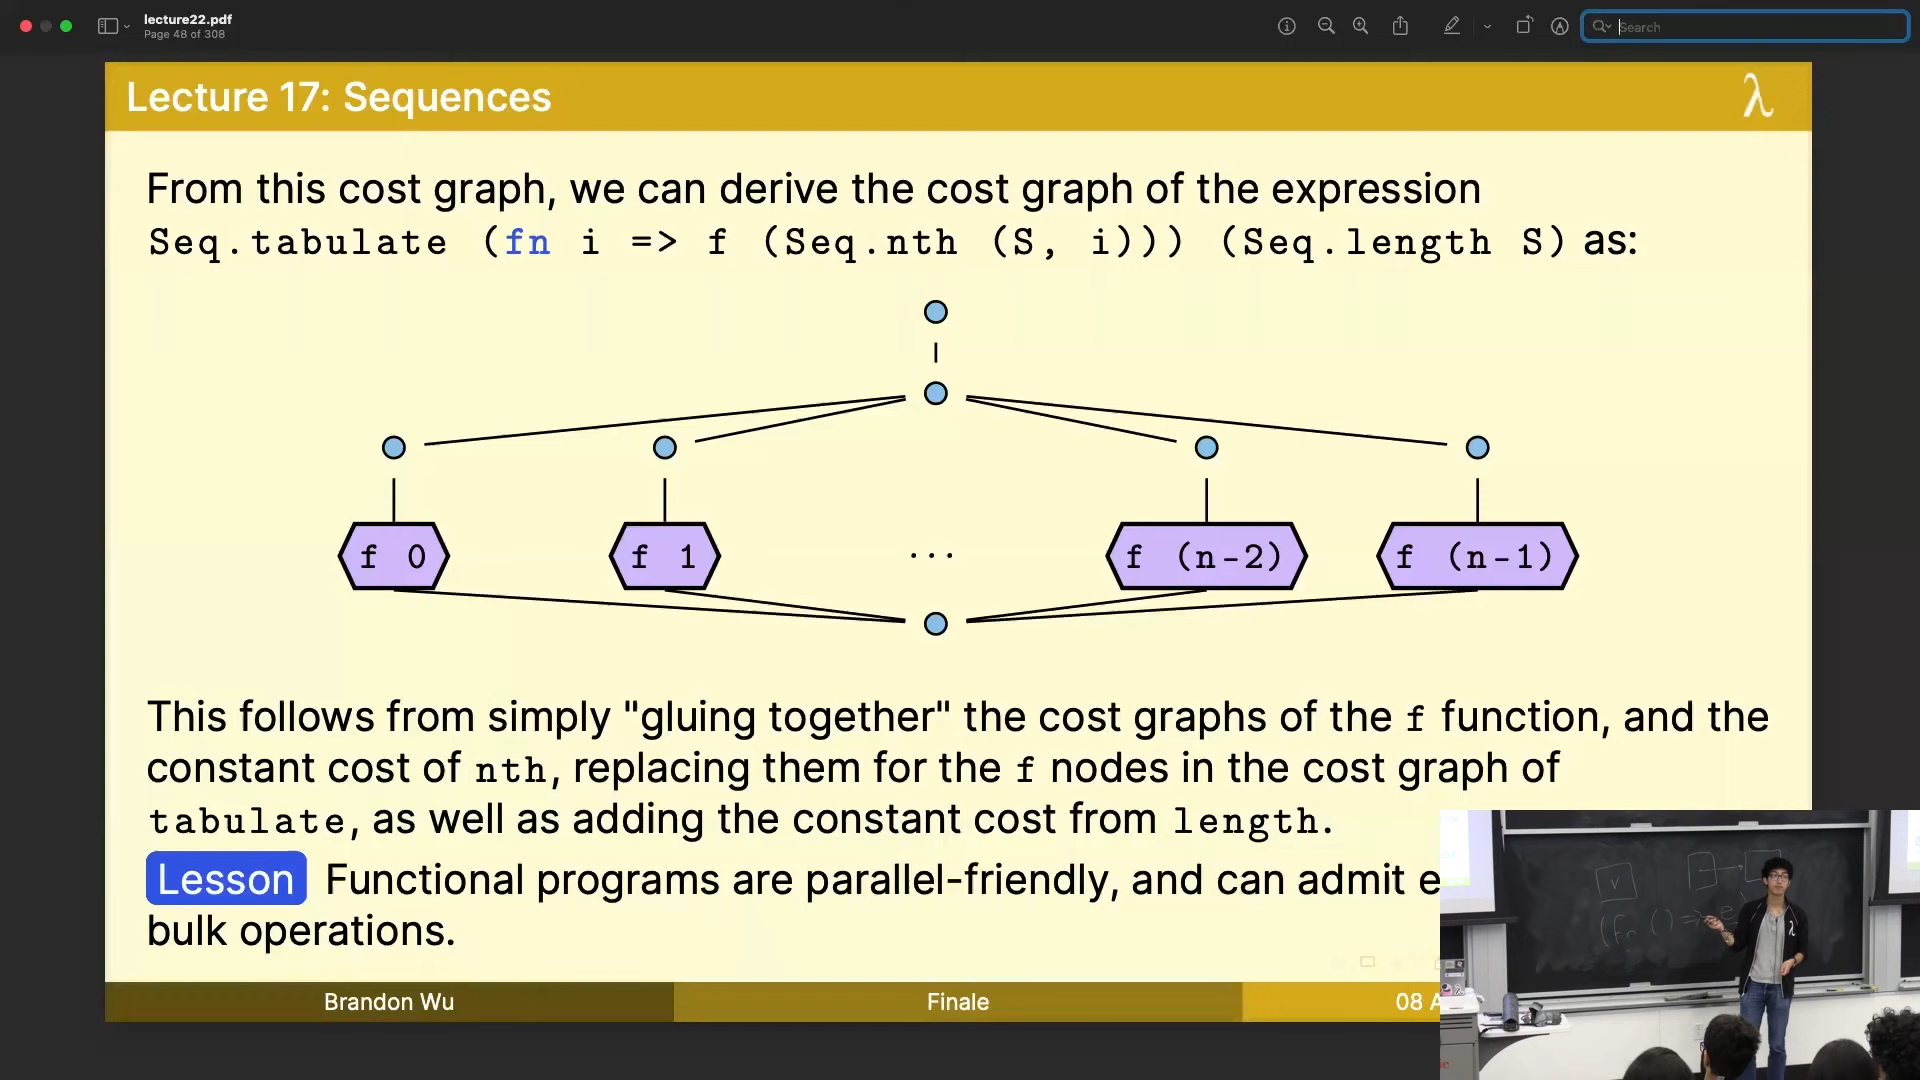 lecture22.pdf
Page 48 of 308
Search
Lecture 17: Sequences
λ
From this cost graph, we can derive the cost graph of the expression
Seq.tabulate (fn i => f (Seq.nth (S, i))) (Seq.length S) as:
f 0
f 1
...
f (n-2)
f (n-1)
This follows from simply "gluing together" the cost graphs of the f function, and the
constant cost of nth, replacing them for the f nodes in the cost graph of
tabulate, as well as adding the constant cost from length.
Lesson Functional programs are parallel-friendly, and can admit
bulk operations.
Brandon Wu
Finale
08
v
(fn () => e
λ